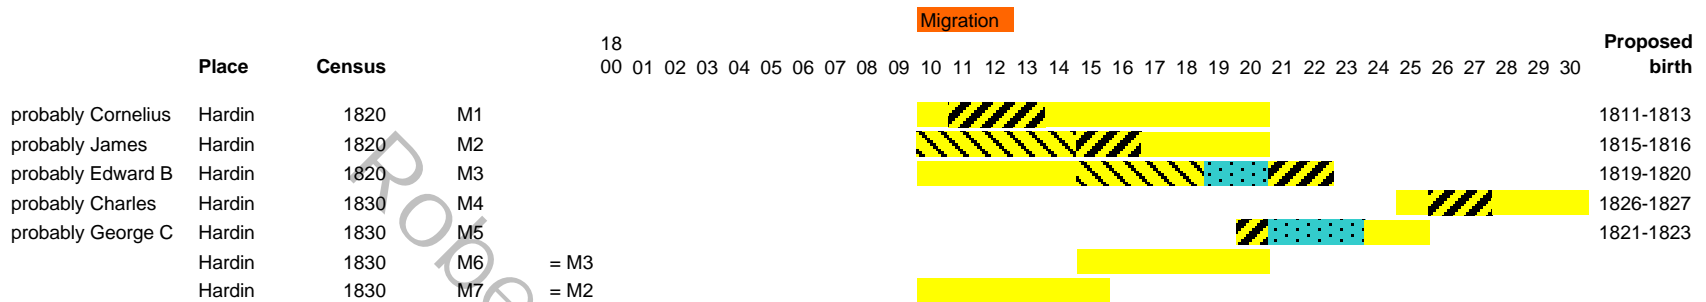 Migration
18 Proposed
Place Census 00 01 02 03 04 05 06 07 08 09 10 11 12 13 14 15 16 17 18 19 20 21 22 23 24 25 26 27 28 29 30 birth
probably Cornelius Hardin 1820 M1 1811-1813
probably James Hardin 1820 M2 1815-1816
probably Edward B Hardin 1820 M3 1819-1820
probably Charles Hardin 1830 M4 1826-1827
probably George C Hardin 1830 M5 1821-1823
Hardin 1830 M6 = M3
Hardin 1830 M7 = M2
Robe